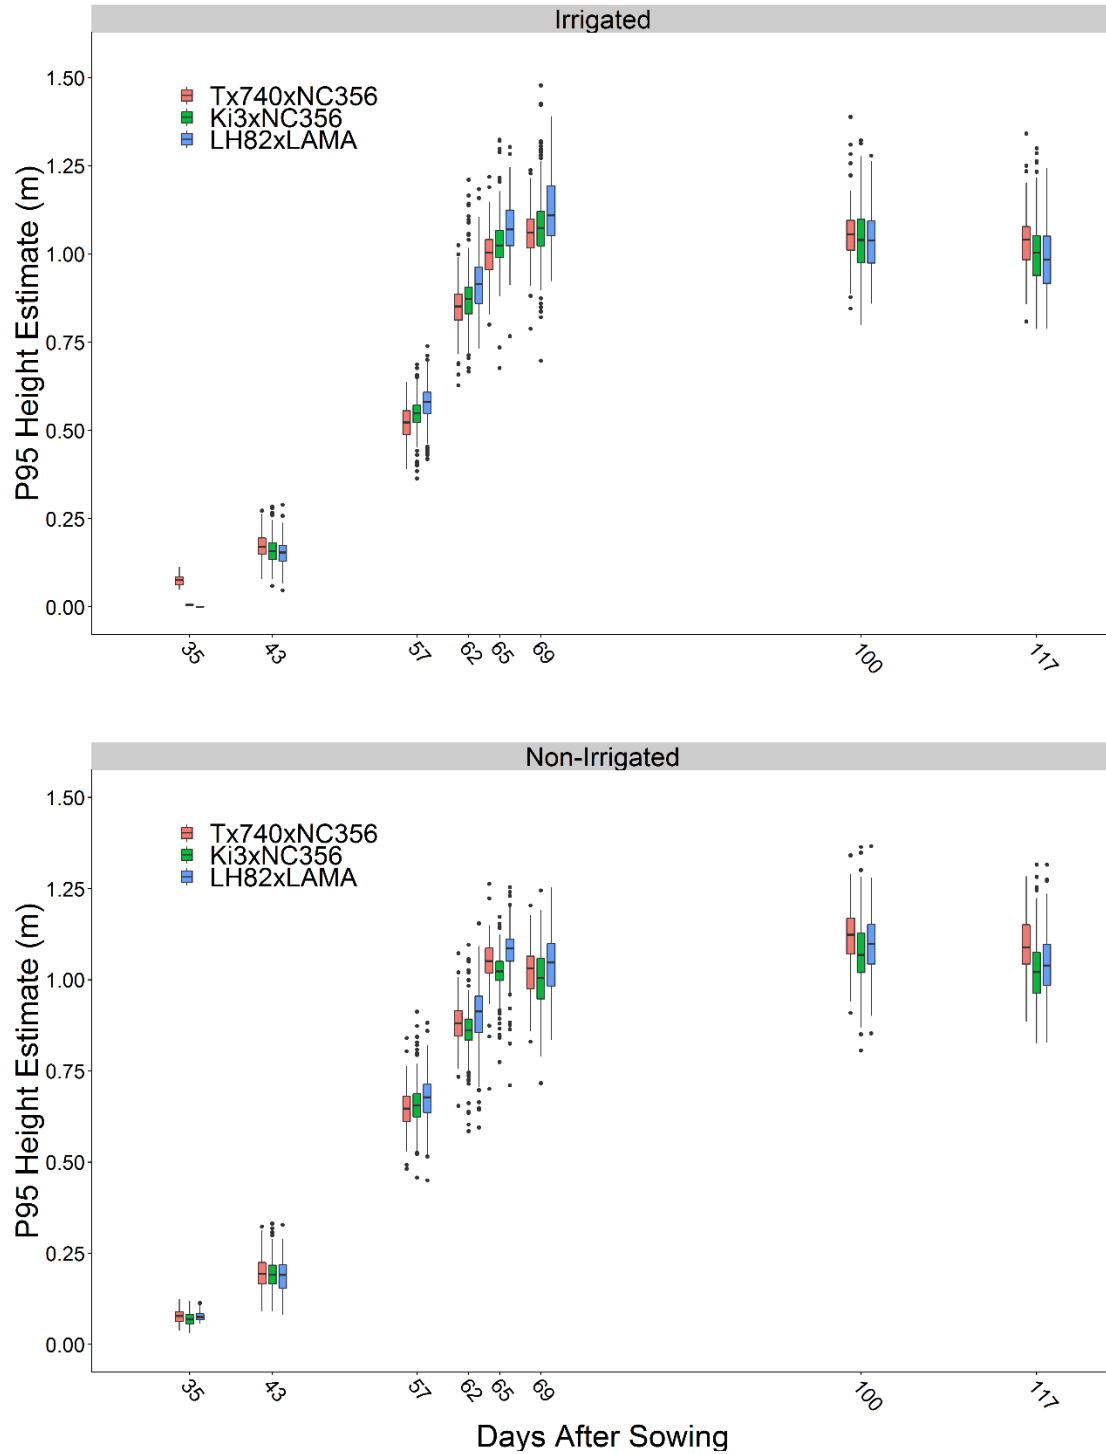 Irrigated
P95 Height Estimate (m)
1.50
1.25
1.00
0.75
0.50
0.25
0.00
Tx740xNC356
Ki3xNC356
LH82xLAMA
35 43 57 62 65 69 100 117
Non-Irrigated
P95 Height Estimate (m)
1.50
1.25
1.00
0.75
0.50
0.25
0.00
Tx740xNC356
Ki3xNC356
LH82xLAMA
35 43 57 62 65 69 100 117
Days After Sowing